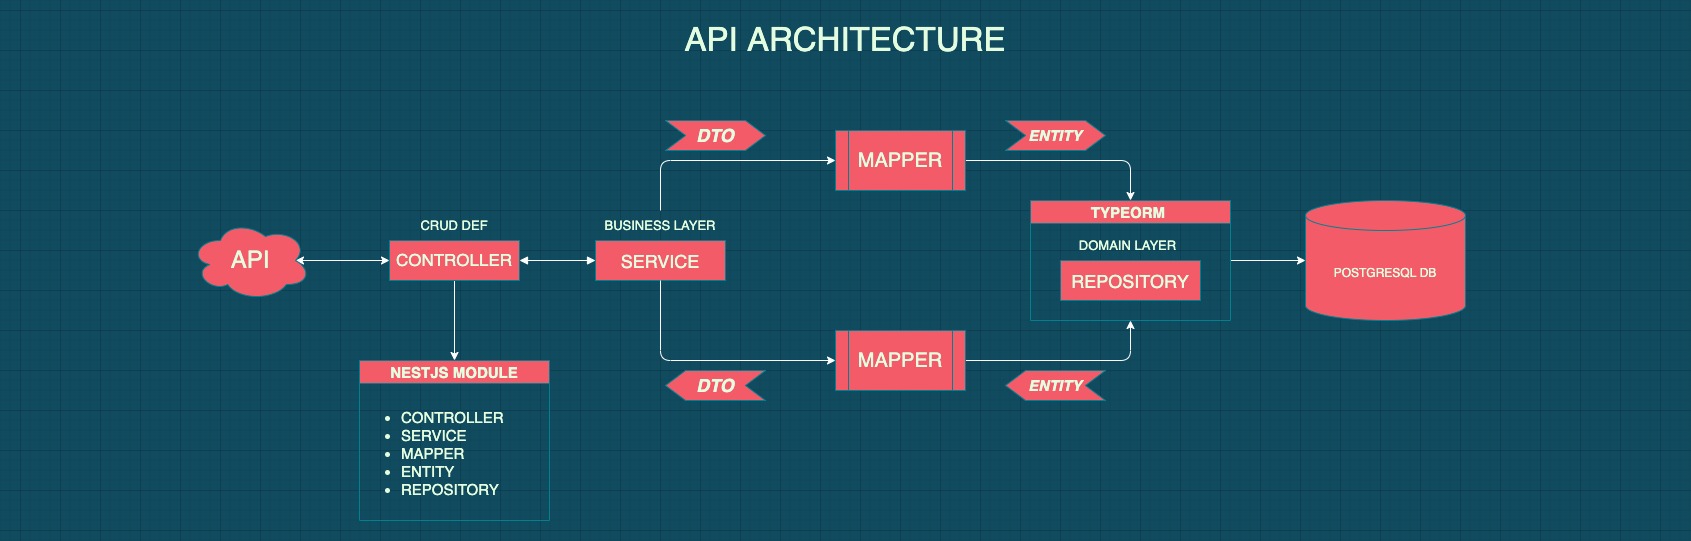 API ARCHITECTURE
DTO
MAPPER
ENTITY
API
CRUD DEF
CONTROLLER
BUSINESS LAYER
SERVICE
TYPEORM
DOMAIN LAYER
REPOSITORY
POSTGRESQL DB
MAPPER
DTO
ENTITY
NESTJS MODULE
• CONTROLLER
• SERVICE
• MAPPER
• ENTITY
• REPOSITORY